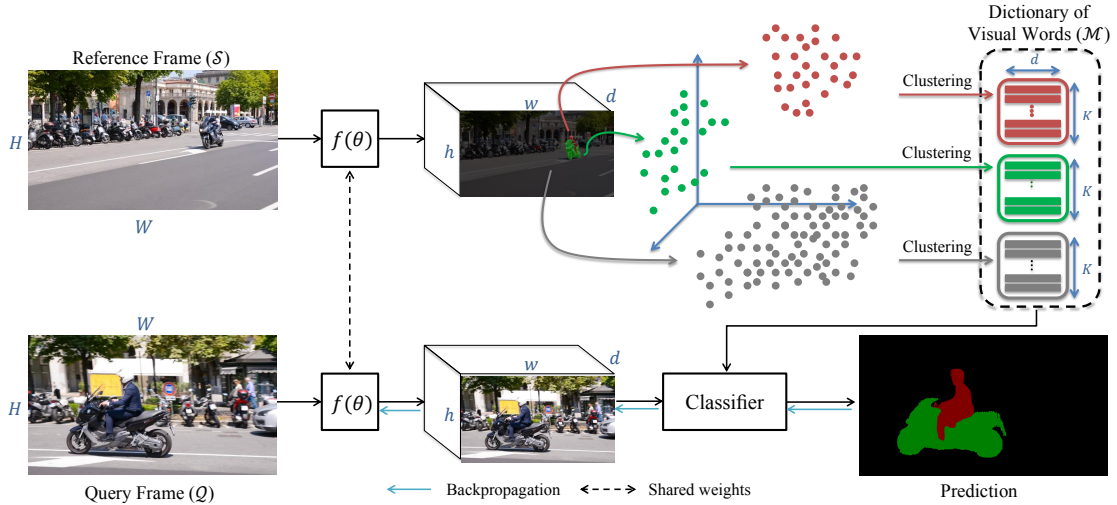 Dictionary of
Visual Words (ℳ)
Reference Frame (𝒮)
H
W
f(θ)
w
d
h
Clustering
d
K
Clustering
K
Clustering
K
W
H
Query Frame (𝒬)
f(θ)
w
d
h
Classifier
Prediction
Backpropagation
Shared weights